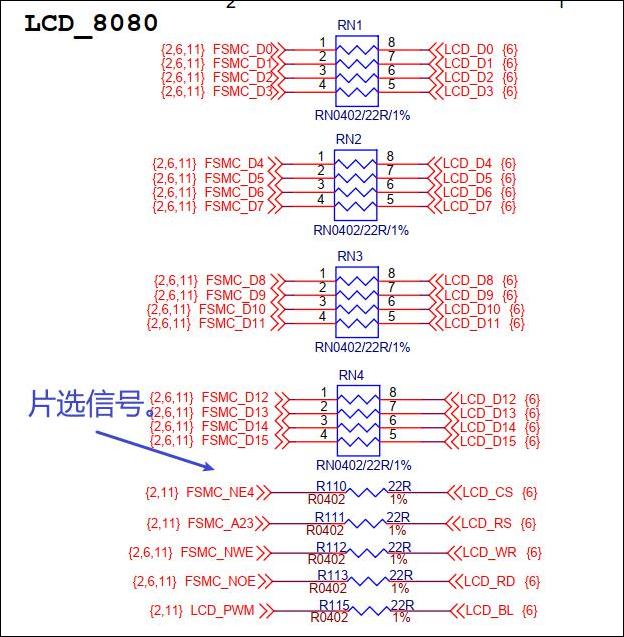 2 1
LCD_8080
RN1
{2,6,11} FSMC_D0 1 8 LCD_D0 {6}
{2,6,11} FSMC_D1 2 7 LCD_D1 {6}
{2,6,11} FSMC_D2 3 6 LCD_D2 {6}
{2,6,11} FSMC_D3 4 5 LCD_D3 {6}
RN0402/22R/1%
RN2
{2,6,11} FSMC_D4 1 8 LCD_D4 {6}
{2,6,11} FSMC_D5 2 7 LCD_D5 {6}
{2,6,11} FSMC_D6 3 6 LCD_D6 {6}
{2,6,11} FSMC_D7 4 5 LCD_D7 {6}
RN0402/22R/1%
RN3
{2,6,11} FSMC_D8 1 8 LCD_D8 {6}
{2,6,11} FSMC_D9 2 7 LCD_D9 {6}
{2,6,11} FSMC_D10 3 6 LCD_D10 {6}
{2,6,11} FSMC_D11 4 5 LCD_D11 {6}
RN0402/22R/1%
RN4
{2,6,11} FSMC_D12 1 8 LCD_D12 {6}
{2,6,11} FSMC_D13 2 7 LCD_D13 {6}
{2,6,11} FSMC_D14 3 6 LCD_D14 {6}
{2,6,11} FSMC_D15 4 5 LCD_D15 {6}
RN0402/22R/1%
片选信号。
{2,11} FSMC_NE4 R110 22R LCD_CS {6}
R0402 1%
{2,11} FSMC_A23 R111 22R LCD_RS {6}
R0402 1%
{2,6,11} FSMC_NWE R112 22R LCD_WR {6}
R0402 1%
{2,6,11} FSMC_NOE R113 22R LCD_RD {6}
R0402 1%
{2,11} LCD_PWM R115 22R LCD_BL {6}
R0402 1%